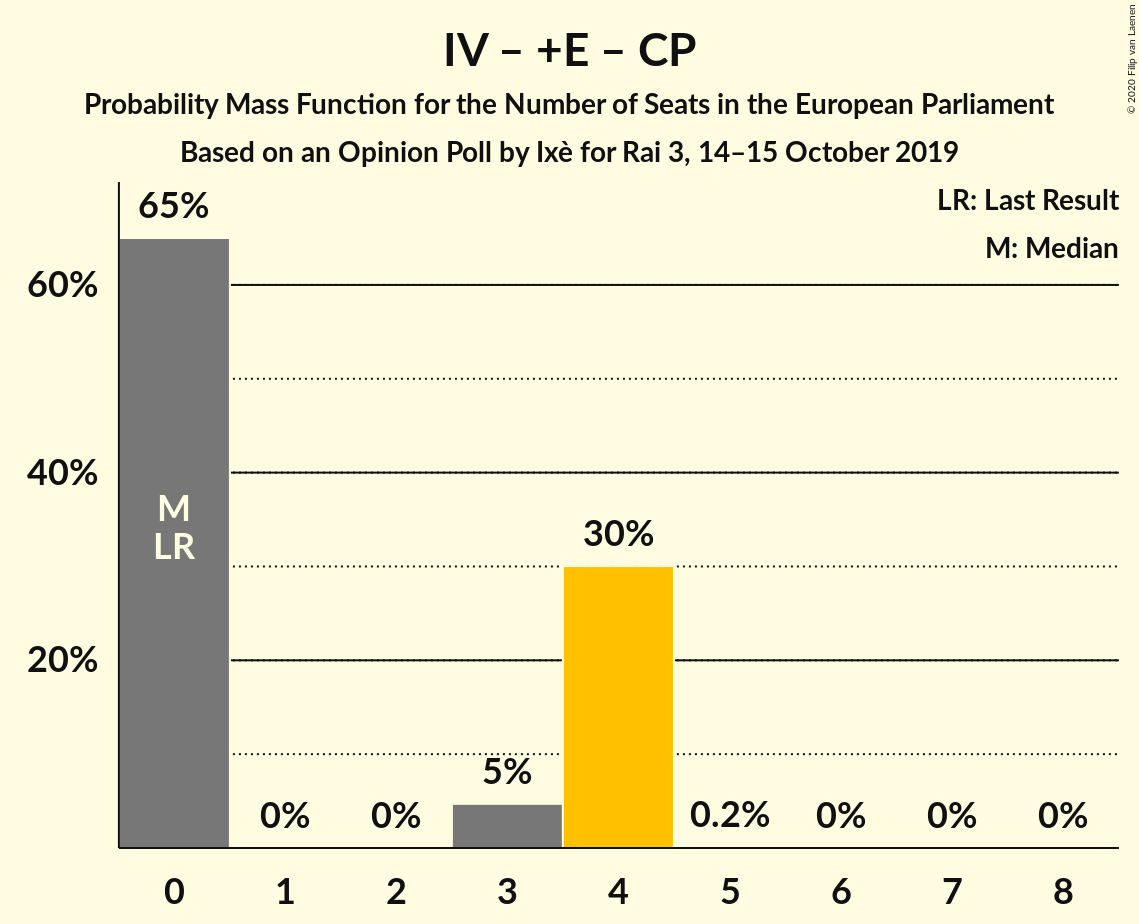 IV – +E – CP
Probability Mass Function for the Number of Seats in the European Parliament
Based on an Opinion Poll by Ixè for Rai 3, 14–15 October 2019
© 2020 Filip van Laenen
LR: Last Result
M: Median
65%
60%
40%
20%
M
LR
0%
0%
5%
30%
0.2%
0%
0%
0%
0 1 2 3 4 5 6 7 8